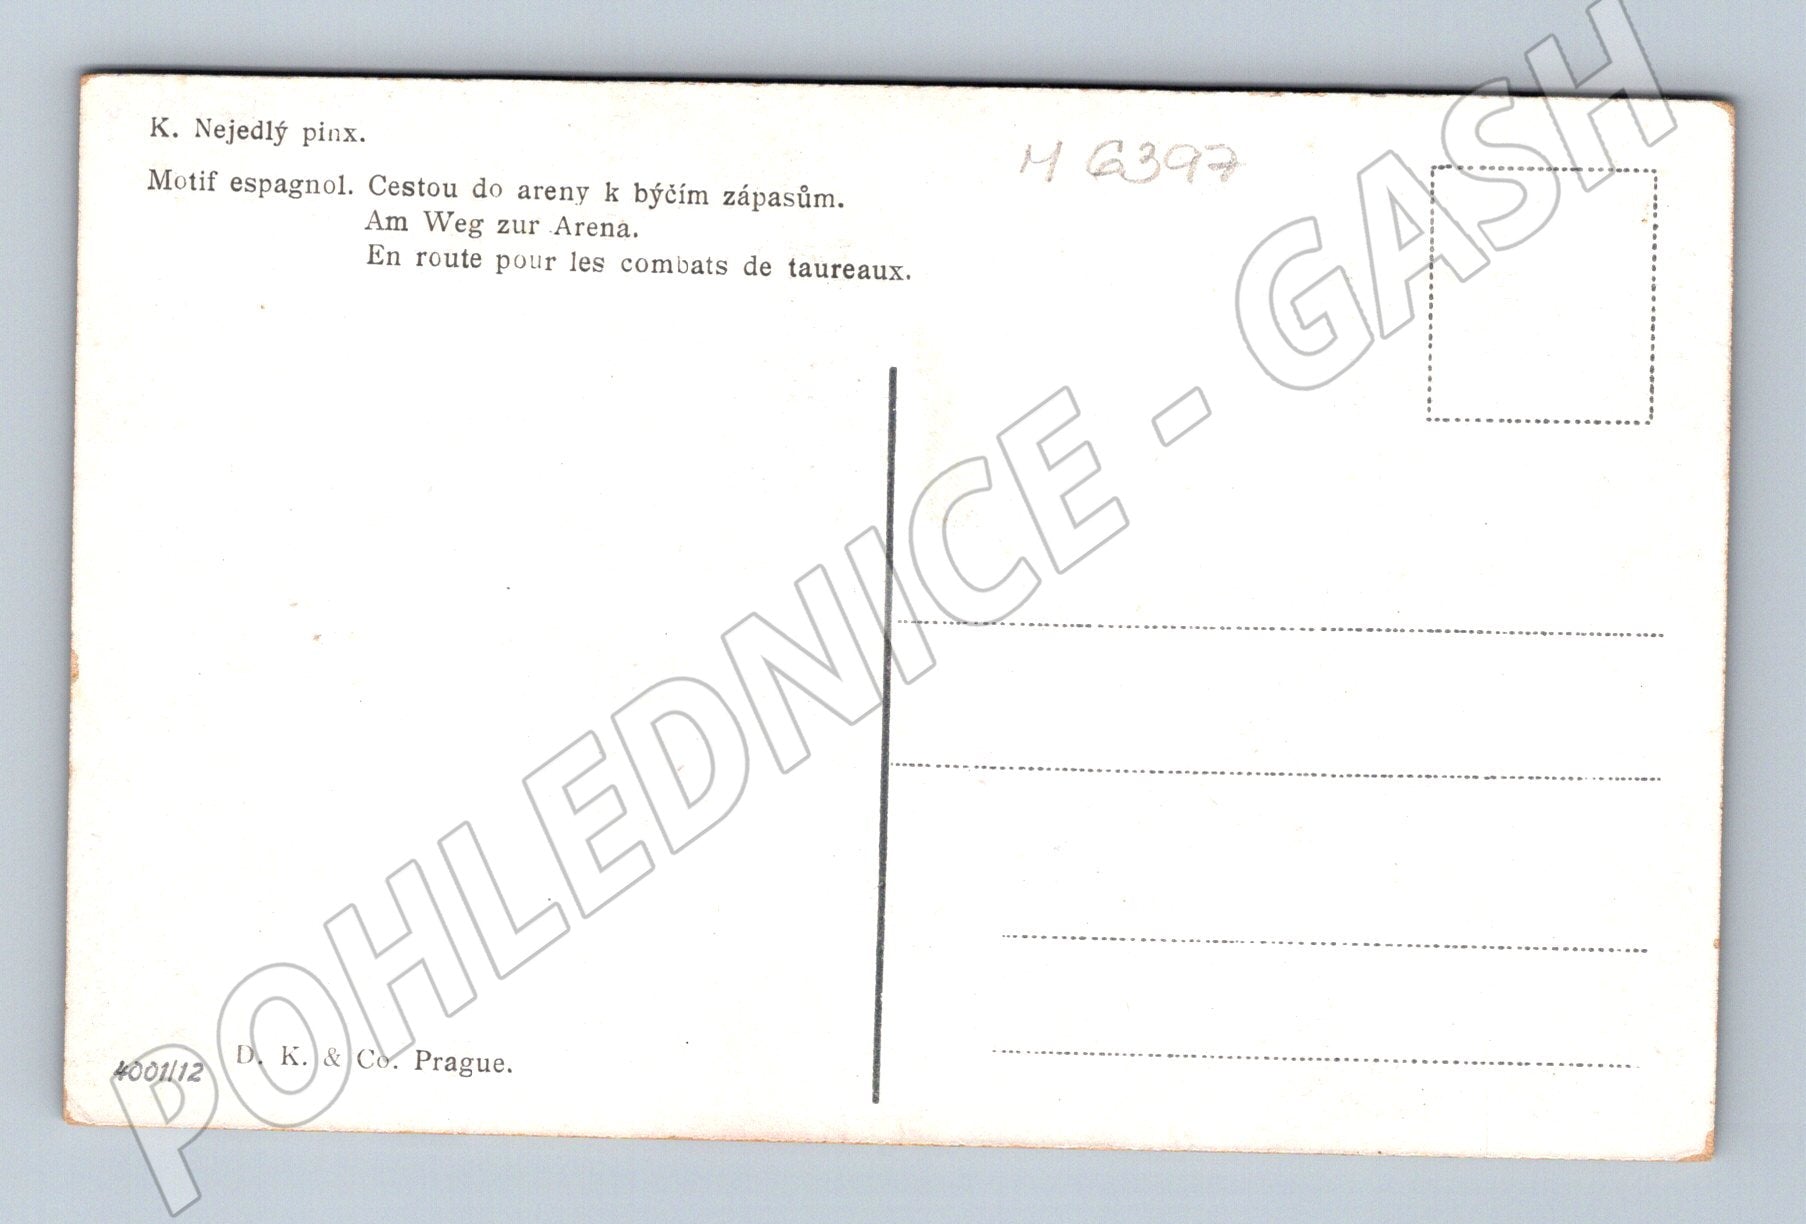 K. Nejedlý pinx.
M 6397
Motif espagnol. Cestou do areny k býčím zápasům.
Am Weg zur Arena.
En route pour les combats de taureaux.
POHLEDNICE - GASH
4001/12
D. K. & Co. Prague.